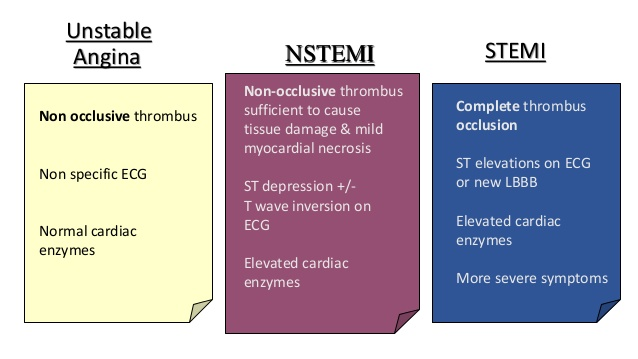 Unstable
Angina
Non occlusive thrombus
Non specific ECG
Normal cardiac
enzymes
NSTEMI
Non-occlusive thrombus
sufficient to cause
tissue damage & mild
myocardial necrosis
ST depression +/-
T wave inversion on
ECG
Elevated cardiac
enzymes
STEMI
Complete thrombus
occlusion
ST elevations on ECG
or new LBBB
Elevated cardiac
enzymes
More severe symptoms